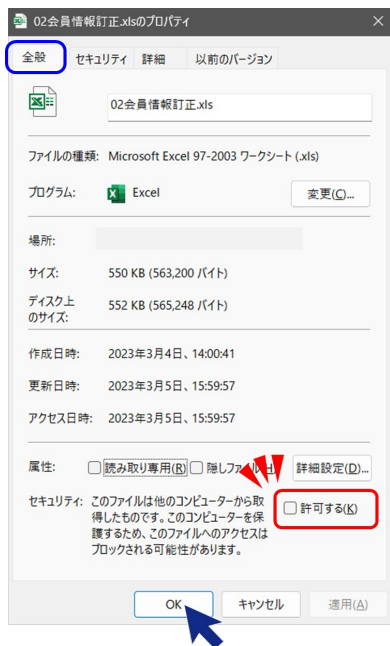 02会員情報訂正.xlsのプロパティ
全般 セキュリティ 詳細 以前のバージョン
02会員情報訂正.xls
ファイルの種類: Microsoft Excel 97-2003 ワークシート (.xls)
プログラム: Excel 変更(C)...
場所:
サイズ: 550 KB (563,200 バイト)
ディスク上
のサイズ: 552 KB (565,248 バイト)
作成日時: 2023年3月4日、14:00:41
更新日時: 2023年3月5日、15:59:57
アクセス日時: 2023年3月5日、15:59:57
属性: 読み取り専用(R) 隠しファイル(H) 詳細設定(D)...
セキュリティ: このファイルは他のコンピューターから取
得したものです。このコンピューターを保
護するため、このファイルへのアクセスは
ブロックされる可能性があります。
許可する(K)
OK キャンセル 適用(A)